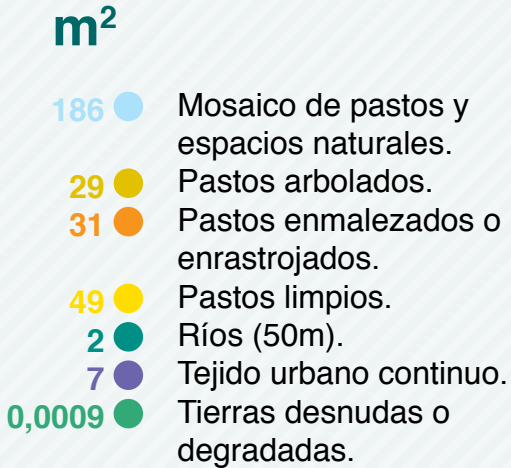 m²
186 Mosaico de pastos y
espacios naturales.
29 Pastos arbolados.
31 Pastos enmalezados o
enrastrojados.
49 Pastos limpios.
2 Ríos (50m).
7 Tejido urbano continuo.
0,0009 Tierras desnudas o
degradadas.